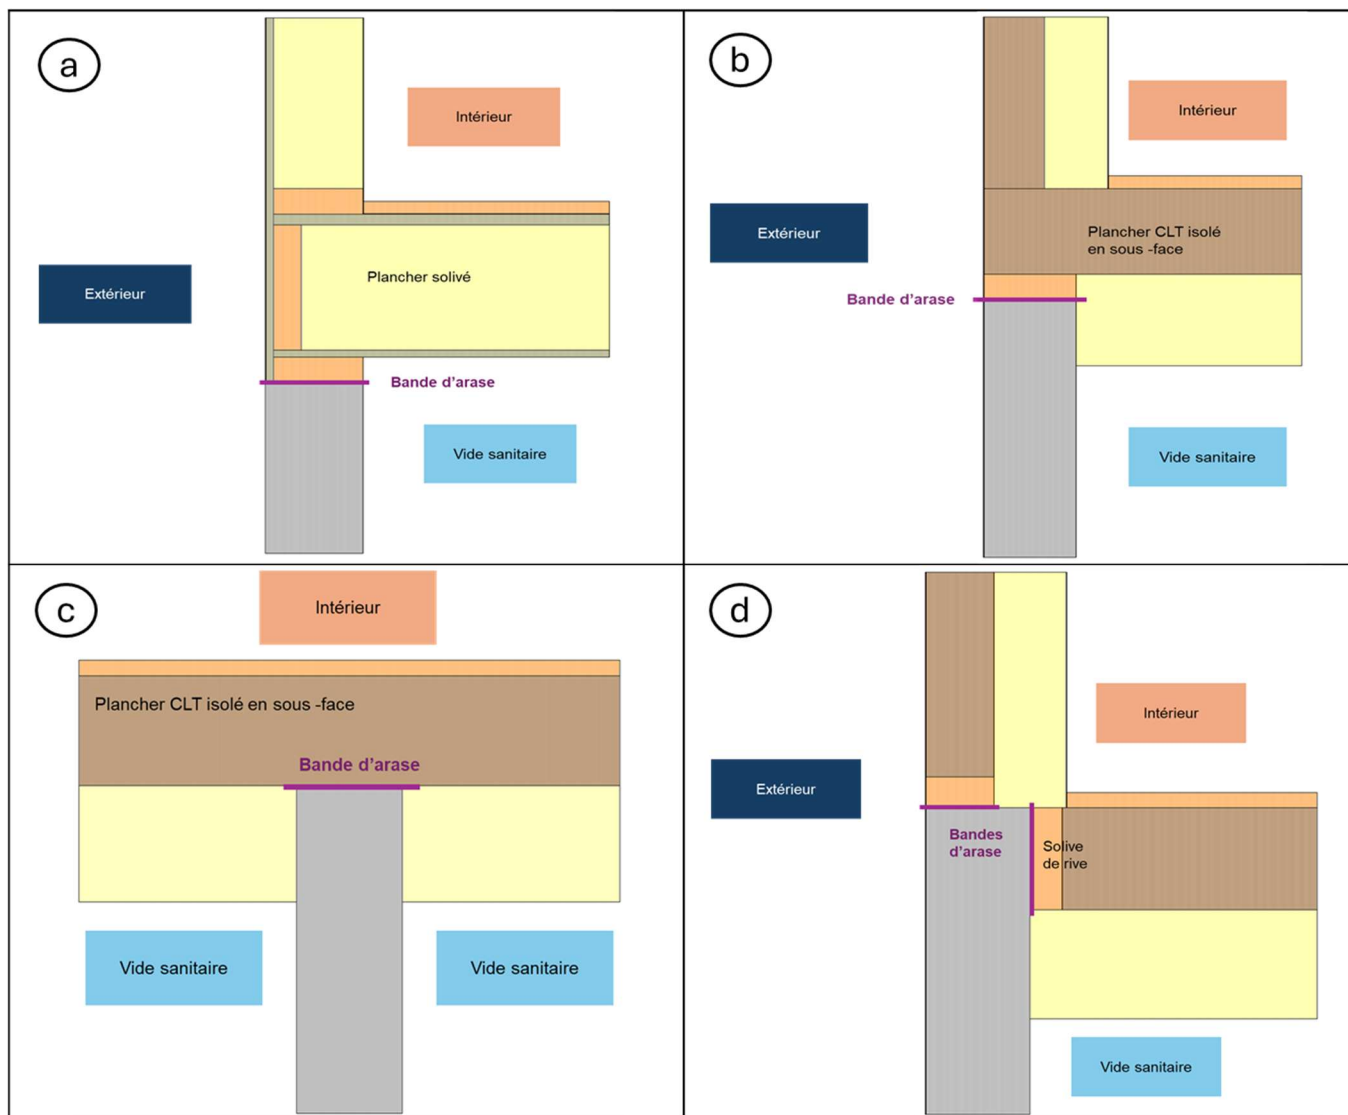 a
Intérieur
Extérieur
Plancher solivé
Bande d'arase
Vide sanitaire
b
Intérieur
Extérieur
Plancher CLT isolé
en sous -face
Bande d'arase
Vide sanitaire
c
Intérieur
Plancher CLT isolé en sous -face
Bande d'arase
Vide sanitaire
Vide sanitaire
d
Intérieur
Extérieur
Bandes
d'arase
Solive
de rive
Vide sanitaire